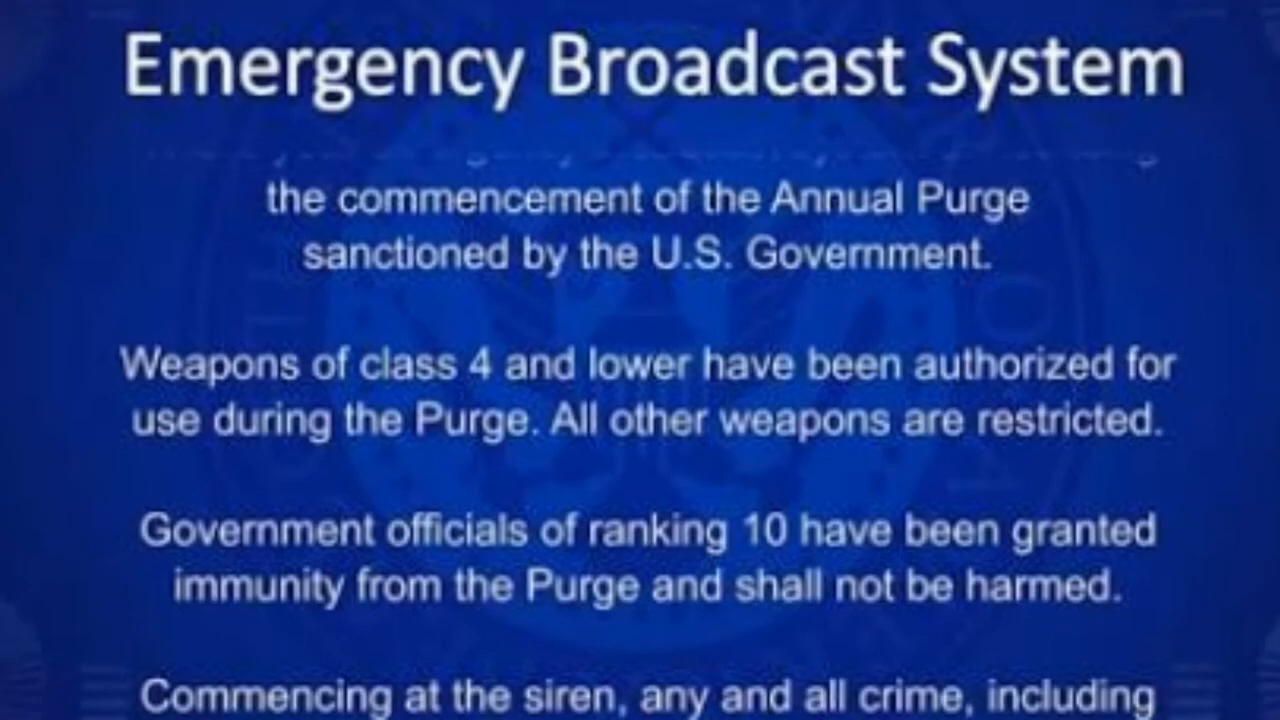 Emergency Broadcast System
the commencement of the Annual Purge
sanctioned by the U.S. Government.
Weapons of class 4 and lower have been authorized for
use during the Purge. All other weapons are restricted.
Government officials of ranking 10 have been granted
immunity from the Purge and shall not be harmed.
Commencing at the siren, any and all crime, including